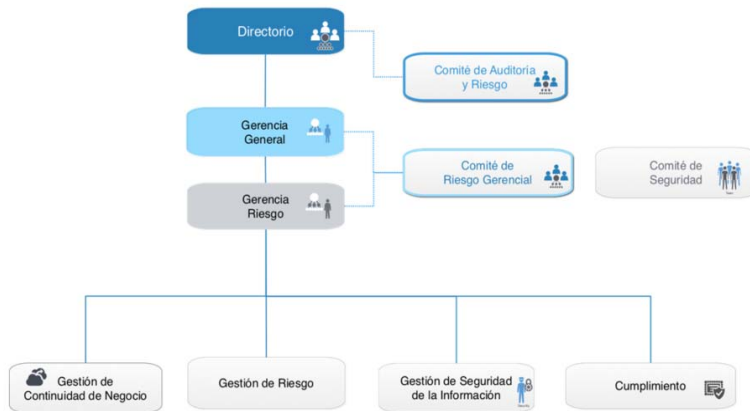 Directorio
Comité de Auditoría
y Riesgo
Gerencia
General
Comité de
Riesgo Gerencial
Comité de
Seguridad
Gerencia
Riesgo
Gestión de
Continuidad de Negocio
Gestión de Riesgo
Gestión de Seguridad
de la Información
Cumplimiento